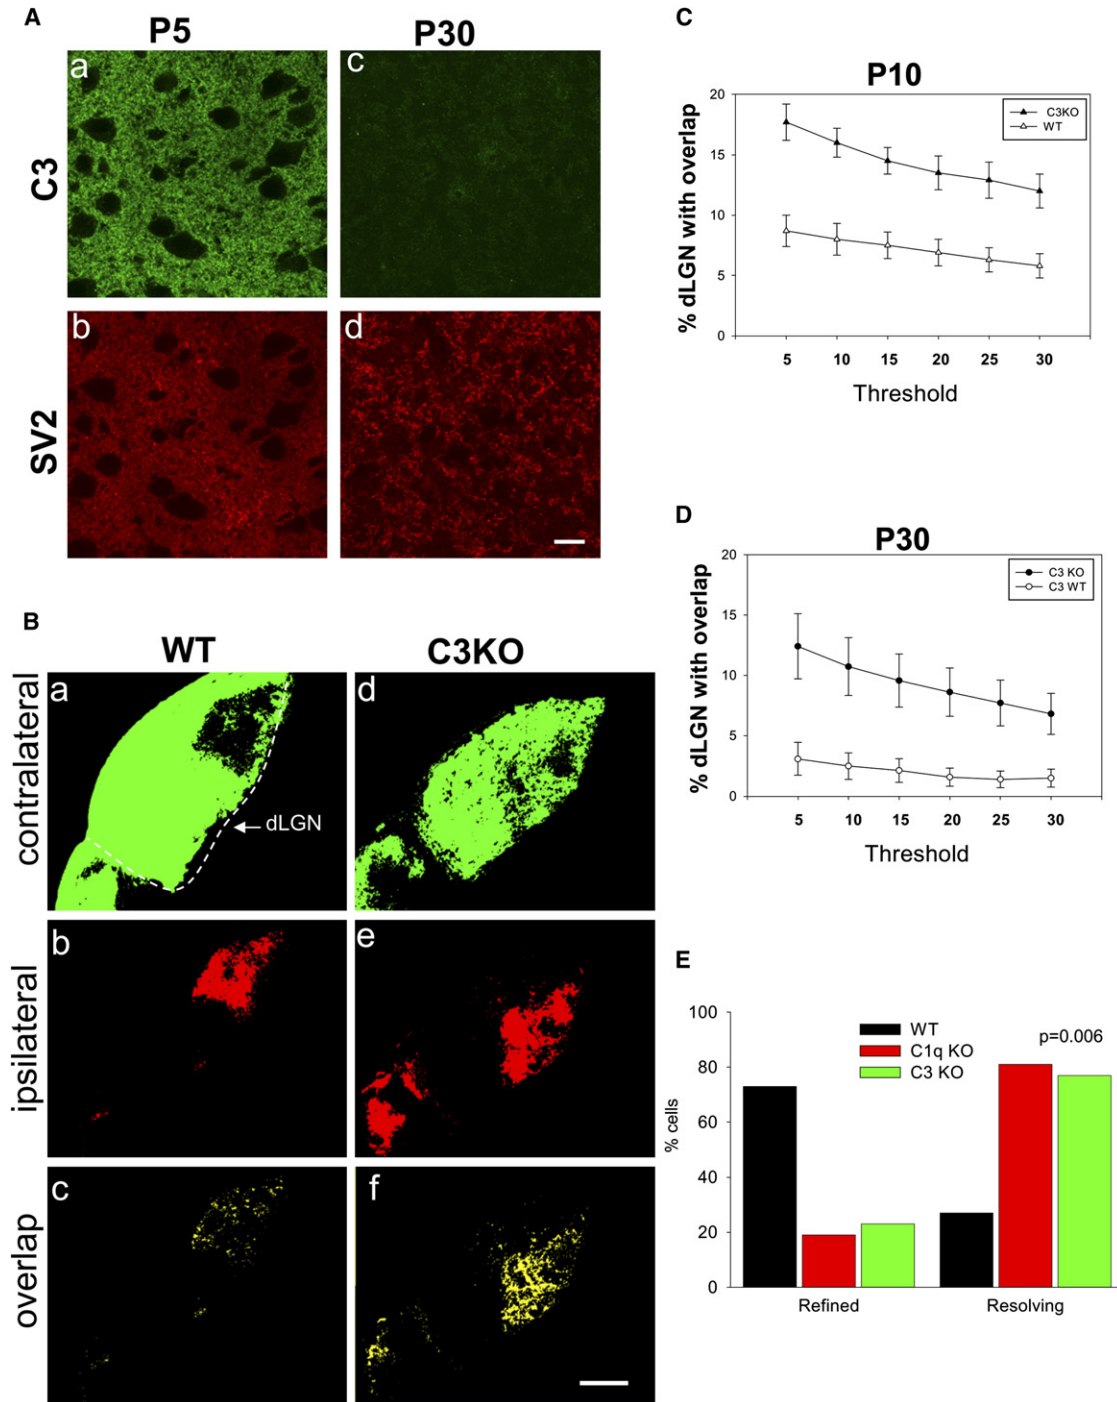 A
P5
P30
C3
a
c
SV2
b
d
B
WT
C3KO
contralateral
a
dLGN
d
ipsilateral
b
e
overlap
c
f
C
P10
% dLGN with overlap
20
15
10
5
0
C3KO
WT
5 10 15 20 25 30
Threshold
D
P30
% dLGN with overlap
20
15
10
5
0
C3 KO
C3 WT
5 10 15 20 25 30
Threshold
E
% cells
100
80
60
40
20
0
WT
C1q KO
C3 KO
p=0.006
Refined Resolving